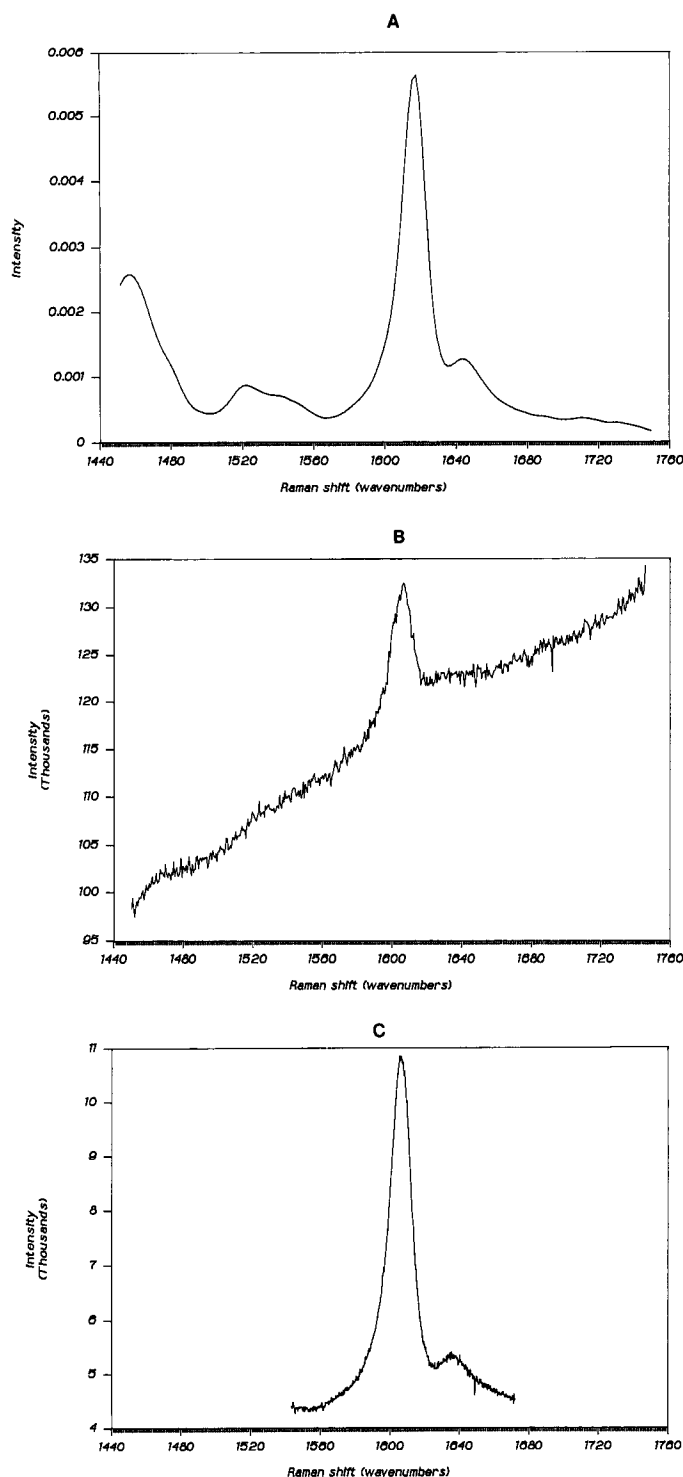 A
0.006
0.005
0.004
0.003
0.002
0.001
0
Intensity
1440 1480 1520 1560 1600 1640 1680 1720 1760
Raman shift (wavenumbers)
B
135
130
125
120
115
110
105
100
95
Intensity
(Thousands)
1440 1480 1520 1560 1600 1640 1680 1720 1760
Raman shift (wavenumbers)
C
11
10
9
8
7
6
5
4
Intensity
(Thousands)
1440 1480 1520 1560 1600 1640 1680 1720 1760
Raman shift (wavenumbers)